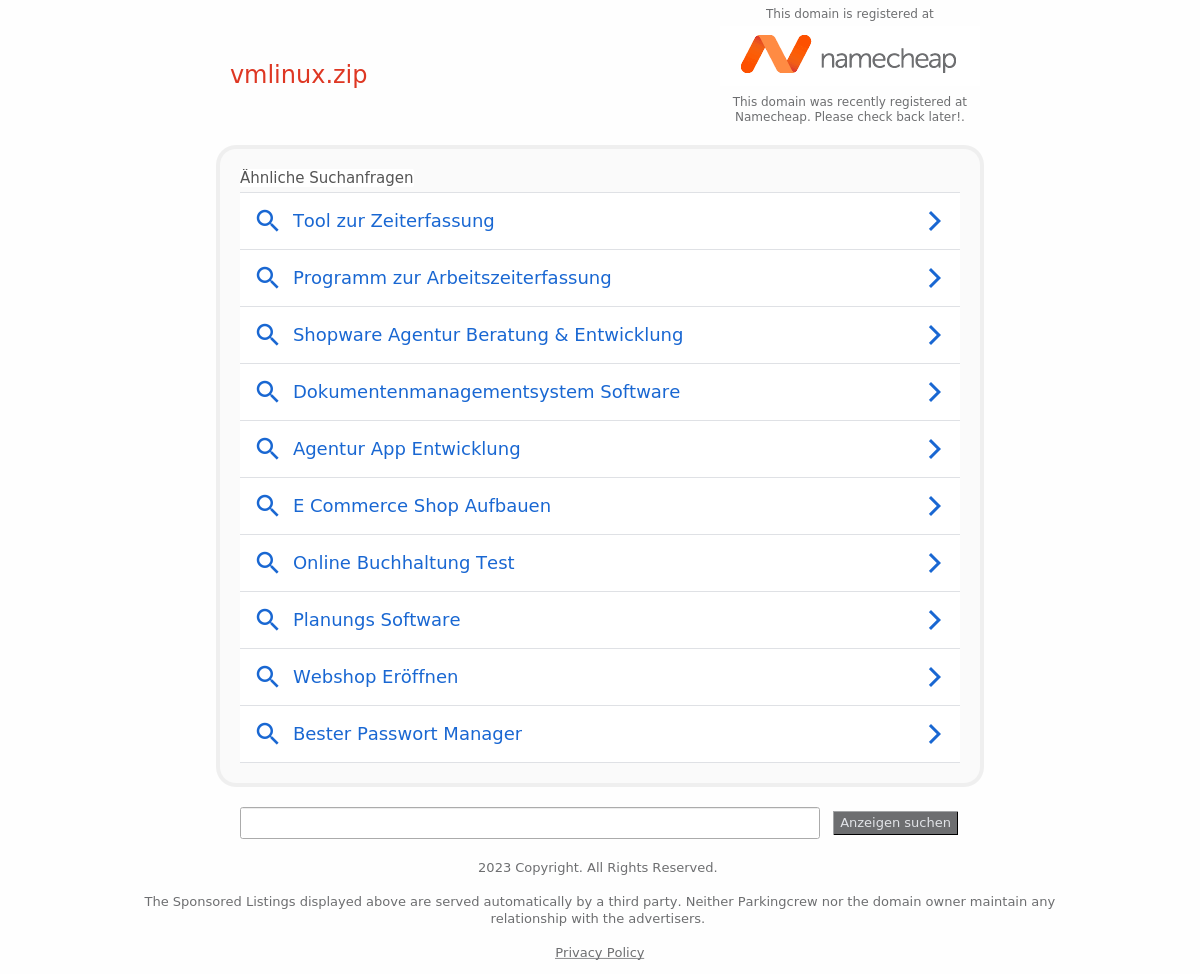 This domain is registered at
namecheap
vmlinux.zip
This domain was recently registered at
Namecheap. Please check back later!.
Ähnliche Suchanfragen
Tool zur Zeiterfassung
Programm zur Arbeitszeiterfassung
Shopware Agentur Beratung & Entwicklung
Dokumentenmanagementsystem Software
Agentur App Entwicklung
E Commerce Shop Aufbauen
Online Buchhaltung Test
Planungs Software
Webshop Eröffnen
Bester Passwort Manager
Anzeigen suchen
2023 Copyright. All Rights Reserved.
The Sponsored Listings displayed above are served automatically by a third party. Neither Parkingcrew nor the domain owner maintain any
relationship with the advertisers.
Privacy Policy